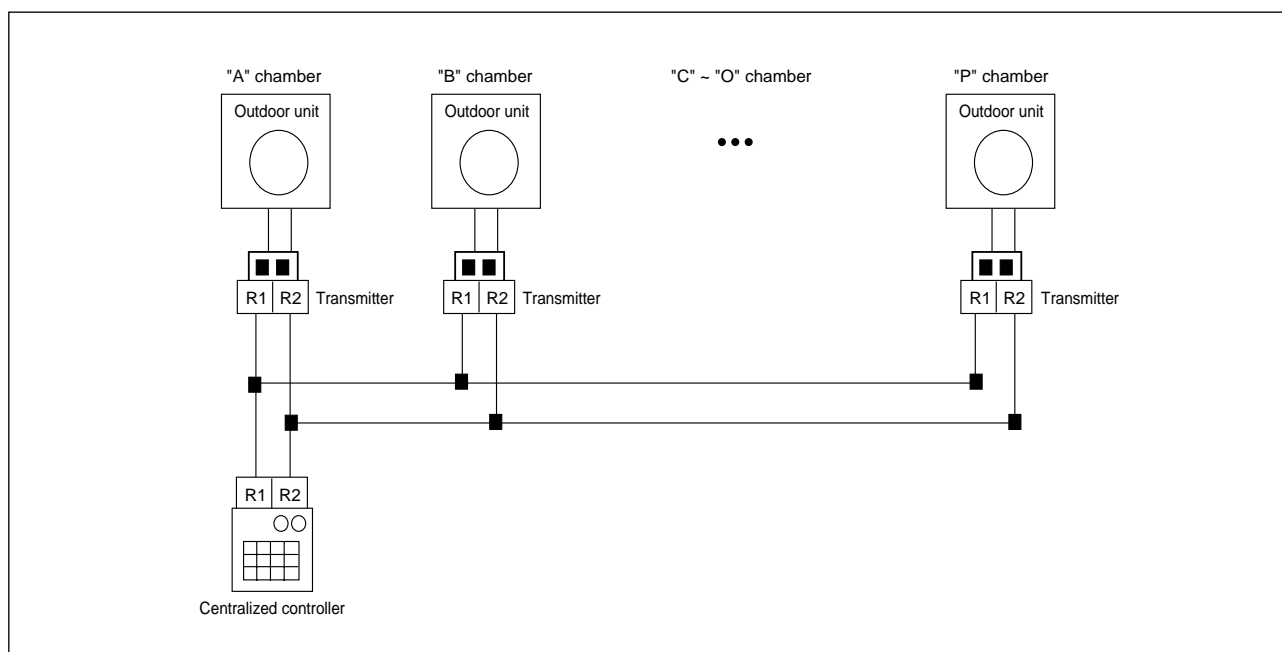 "A" chamber
"B" chamber
"C" ~ "O" chamber
"P" chamber
Outdoor unit
Outdoor unit
Outdoor unit
R1 R2 Transmitter
R1 R2 Transmitter
R1 R2 Transmitter
R1 R2
Centralized controller